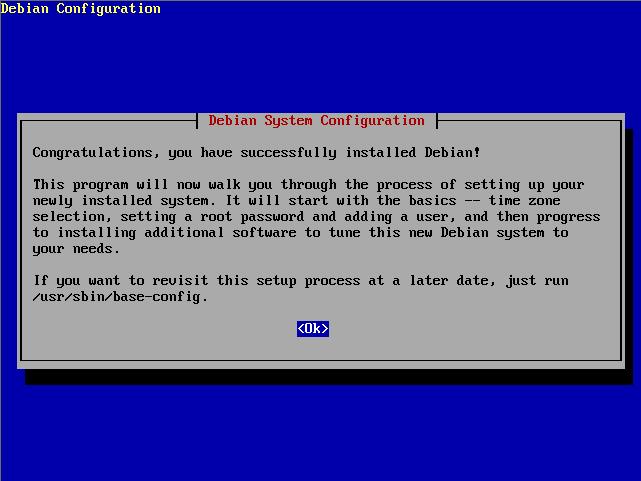 Debian Configuration
Debian System Configuration
Congratulations, you have successfully installed Debian!
This program will now walk you through the process of setting up your
newly installed system. It will start with the basics -- time zone
selection, setting a root password and adding a user, and then progress
to installing additional software to tune this new Debian system to
your needs.
If you want to revisit this setup process at a later date, just run
/usr/sbin/base-config.
<Ok>